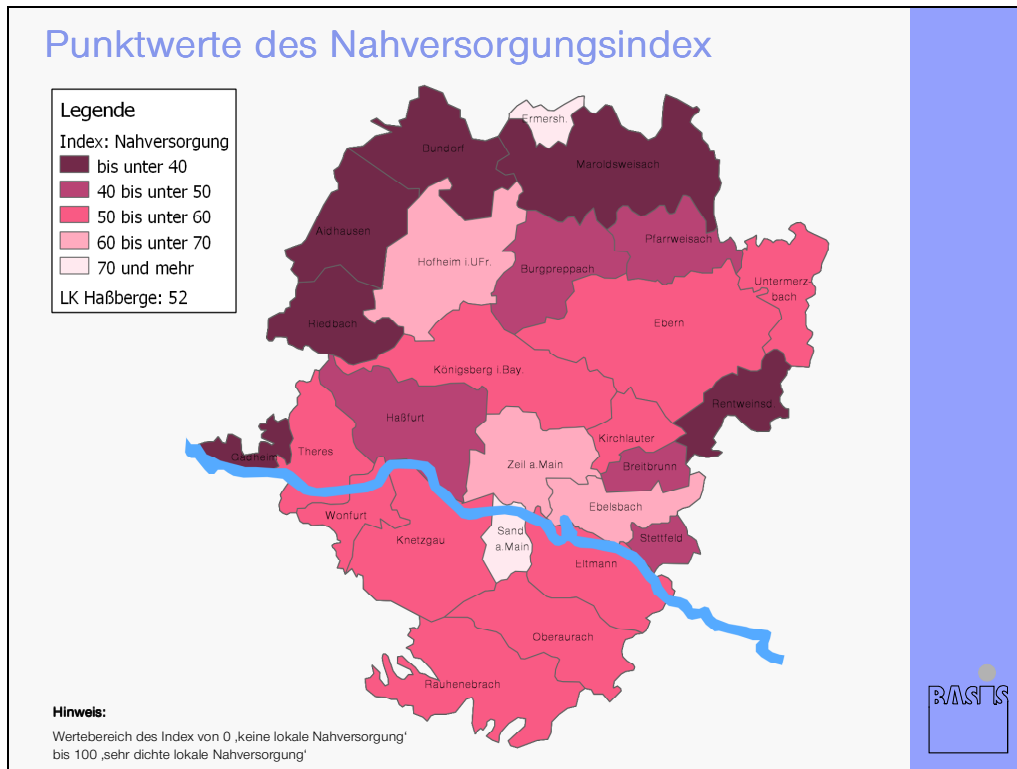 Punktwerte des Nahversorgungsindex
Legende
Index: Nahversorgung
bis unter 40
40 bis unter 50
50 bis unter 60
60 bis unter 70
70 und mehr
LK Haßberge: 52
Ermersh.
Dundorf
Maroldsweisach
Aidhausen
Pfarrweisach
Hofheim i.UFr.
Burgpreppach
Untermerz-
bach
Riedbach
Ebern
Königsberg i.Bay.
Rentweinsd.
Haßfurt
Kirchlauter
Theres
Gädheim
Zeil a.Main
Breitbrunn
Ebelsbach
Wonfurt
Sand
a.Main
Knetzgau
Stettfeld
Eltmann
Oberaurach
Rauhenebrach
Hinweis:
Wertebereich des Index von 0 ‚keine lokale Nahversorgung‘
bis 100 ‚sehr dichte lokale Nahversorgung‘
BASIS